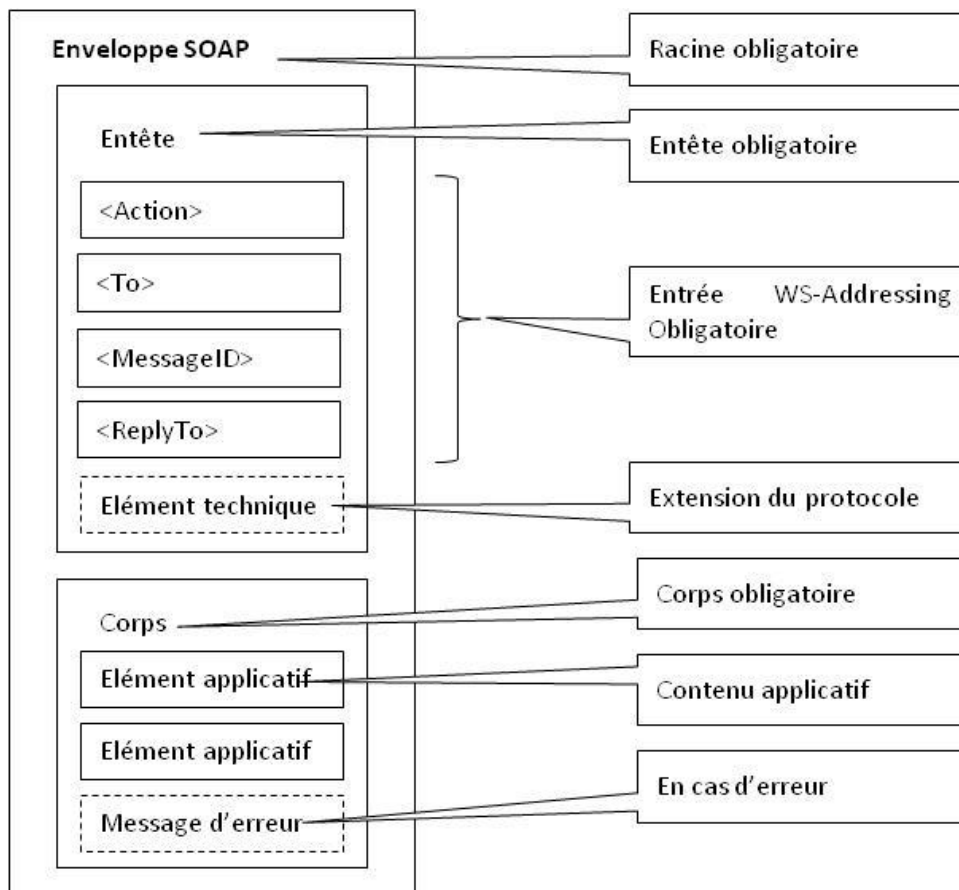 Enveloppe SOAP
Racine obligatoire
Entête
Entête obligatoire
<Action>
<To>
<MessageID>
<ReplyTo>
Entrée WS-Addressing
Obligatoire
Elément technique
Extension du protocole
Corps
Corps obligatoire
Elément applicatif
Contenu applicatif
Elément applicatif
Message d’erreur
En cas d’erreur